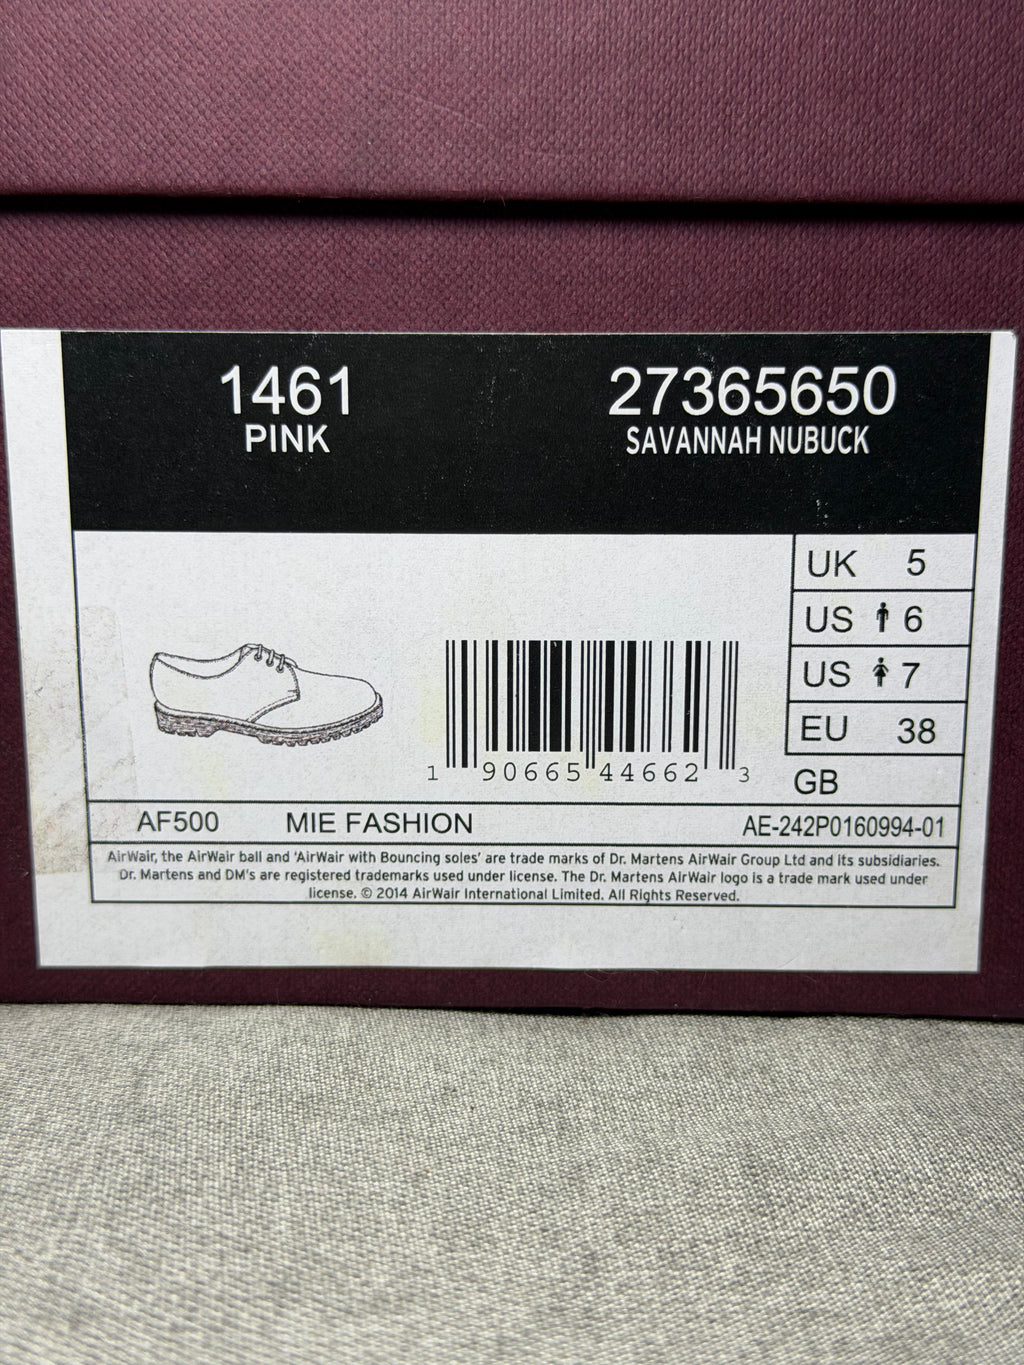 1461
PINK
27365650
SAVANNAH NUBUCK
UK 5
US 6
US 7
EU 38
GB
1 90665 44662 3
AF500 MIE FASHION AE-242P0160994-01
AirWair, the AirWair ball and 'AirWair with Bouncing soles' are trade marks of Dr. Martens AirWair Group Ltd and its subsidiaries.
Dr. Martens and DM's are registered trademarks used under license. The Dr. Martens AirWair logo is a trade mark used under
license. © 2014 AirWair International Limited. All Rights Reserved.